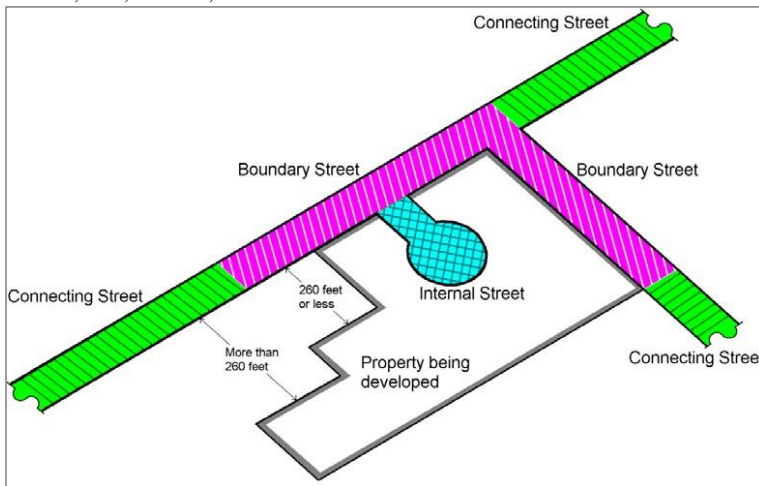 Connecting Street
Boundary Street
Boundary Street
Connecting Street
260 feet
or less
Internal Street
More than
260 feet
Property being
developed
Connecting Stree